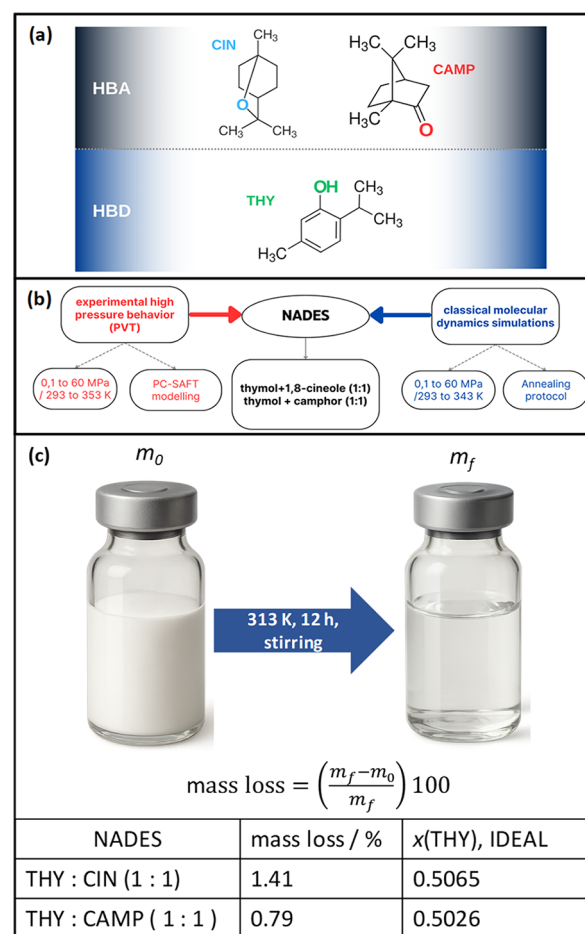 (a)
HBA
CIN
CH₃
O
H₃C
CH₃
H₃C
CH₃
CAMP
CH₃
O
HBD
THY
OH
CH₃
CH₃
H₃C
(b)
experimental high
pressure behavior
(PVT)
NADES
classical molecular
dynamics simulations
0,1 to 60 MPa
/ 293 to 353 K
PC-SAFT
modelling
thymol+1,8-cineole (1:1)
thymol + camphor (1:1)
0,1 to 60 MPa
/293 to 343 K
Annealing
protocol
(c)
m₀
m_f
313 K, 12 h,
stirring
mass loss = ((m_f−m₀)/m_f) 100
NADES mass loss / % x(THY), IDEAL
THY : CIN (1 : 1) 1.41 0.5065
THY : CAMP ( 1 : 1 ) 0.79 0.5026